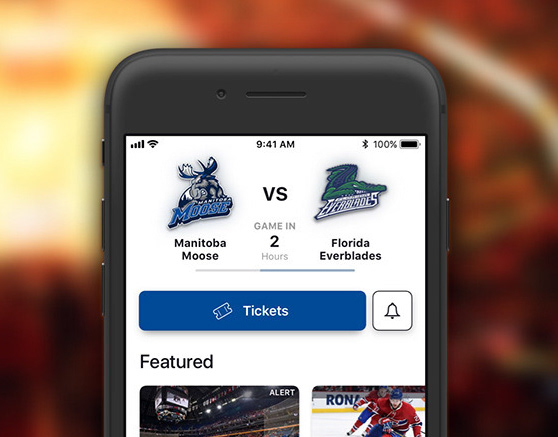 9:41 AM
100%
MANITOBA
MOOSE
VS
EVERBLADES
GAME IN
2
Hours
Manitoba
Moose
Florida
Everblades
Tickets
Featured
ALERT
RONA